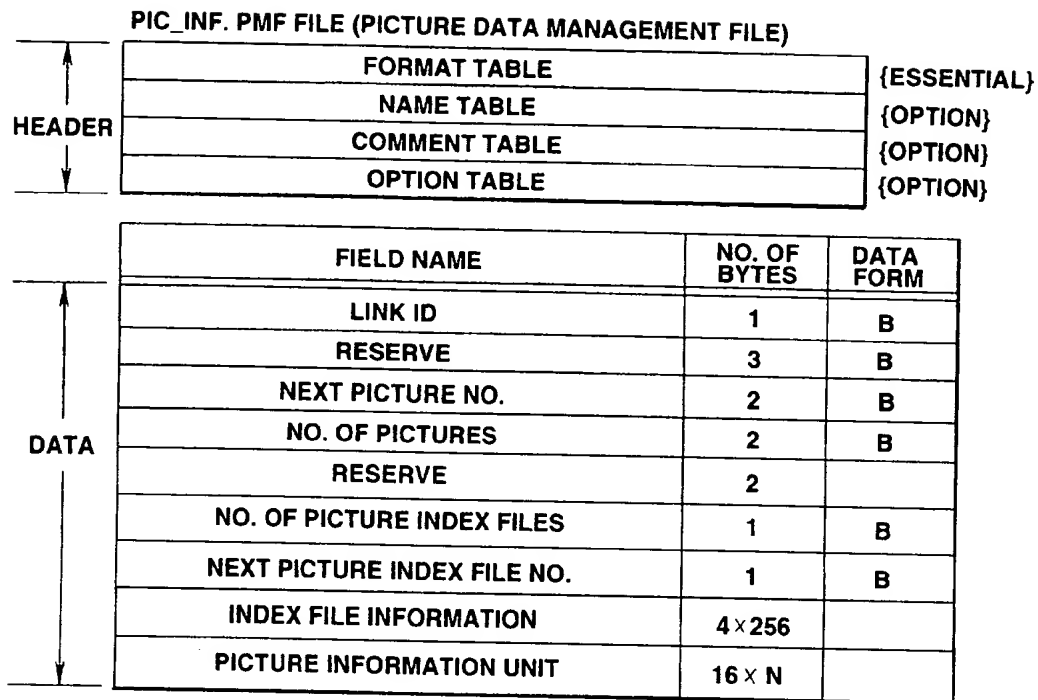 PIC_INF. PMF FILE (PICTURE DATA MANAGEMENT FILE)
HEADER
FORMAT TABLE {ESSENTIAL}
NAME TABLE {OPTION}
COMMENT TABLE {OPTION}
OPTION TABLE {OPTION}
FIELD NAME NO. OF BYTES DATA FORM
DATA
LINK ID 1 B
RESERVE 3 B
NEXT PICTURE NO. 2 B
NO. OF PICTURES 2 B
RESERVE 2
NO. OF PICTURE INDEX FILES 1 B
NEXT PICTURE INDEX FILE NO. 1 B
INDEX FILE INFORMATION 4 × 256
PICTURE INFORMATION UNIT 16 × N